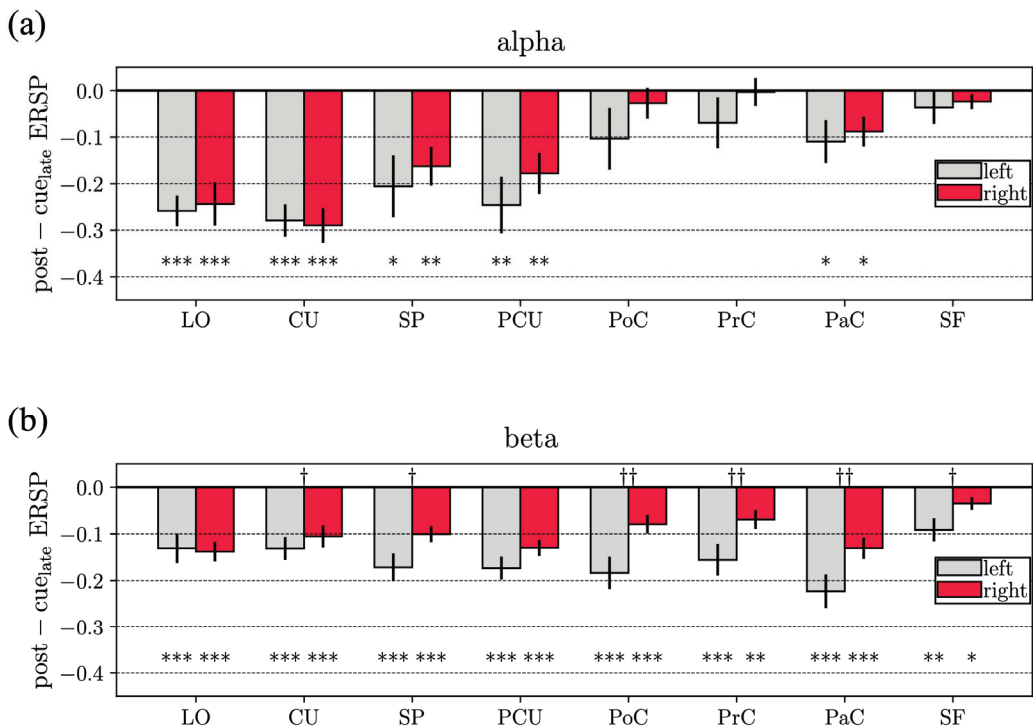 (a)
alpha
post − cue_late ERSP
0.0
−0.1
−0.2
−0.3
−0.4
left
right
*** *** *** *** * ** ** ** * *
LO CU SP PCU PoC PrC PaC SF
(b)
beta
post − cue_late ERSP
0.0
−0.1
−0.2
−0.3
−0.4
† † †† †† †† †
left
right
*** *** *** *** *** *** *** *** *** *** *** ** *** *** ** *
LO CU SP PCU PoC PrC PaC SF